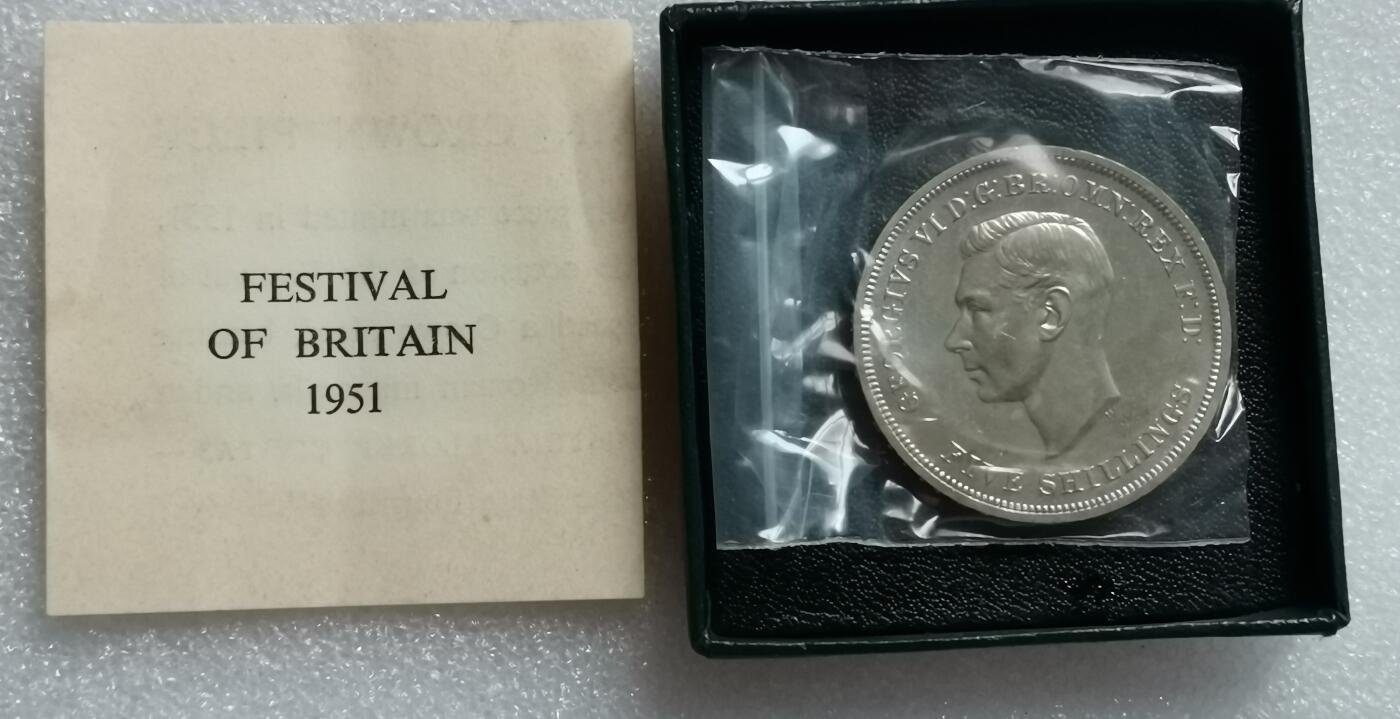 FESTIVAL
OF BRITAIN
1951
GEORGIVS VI D:G:BR:OMN:REX F:D:
FIVE SHILLINGS